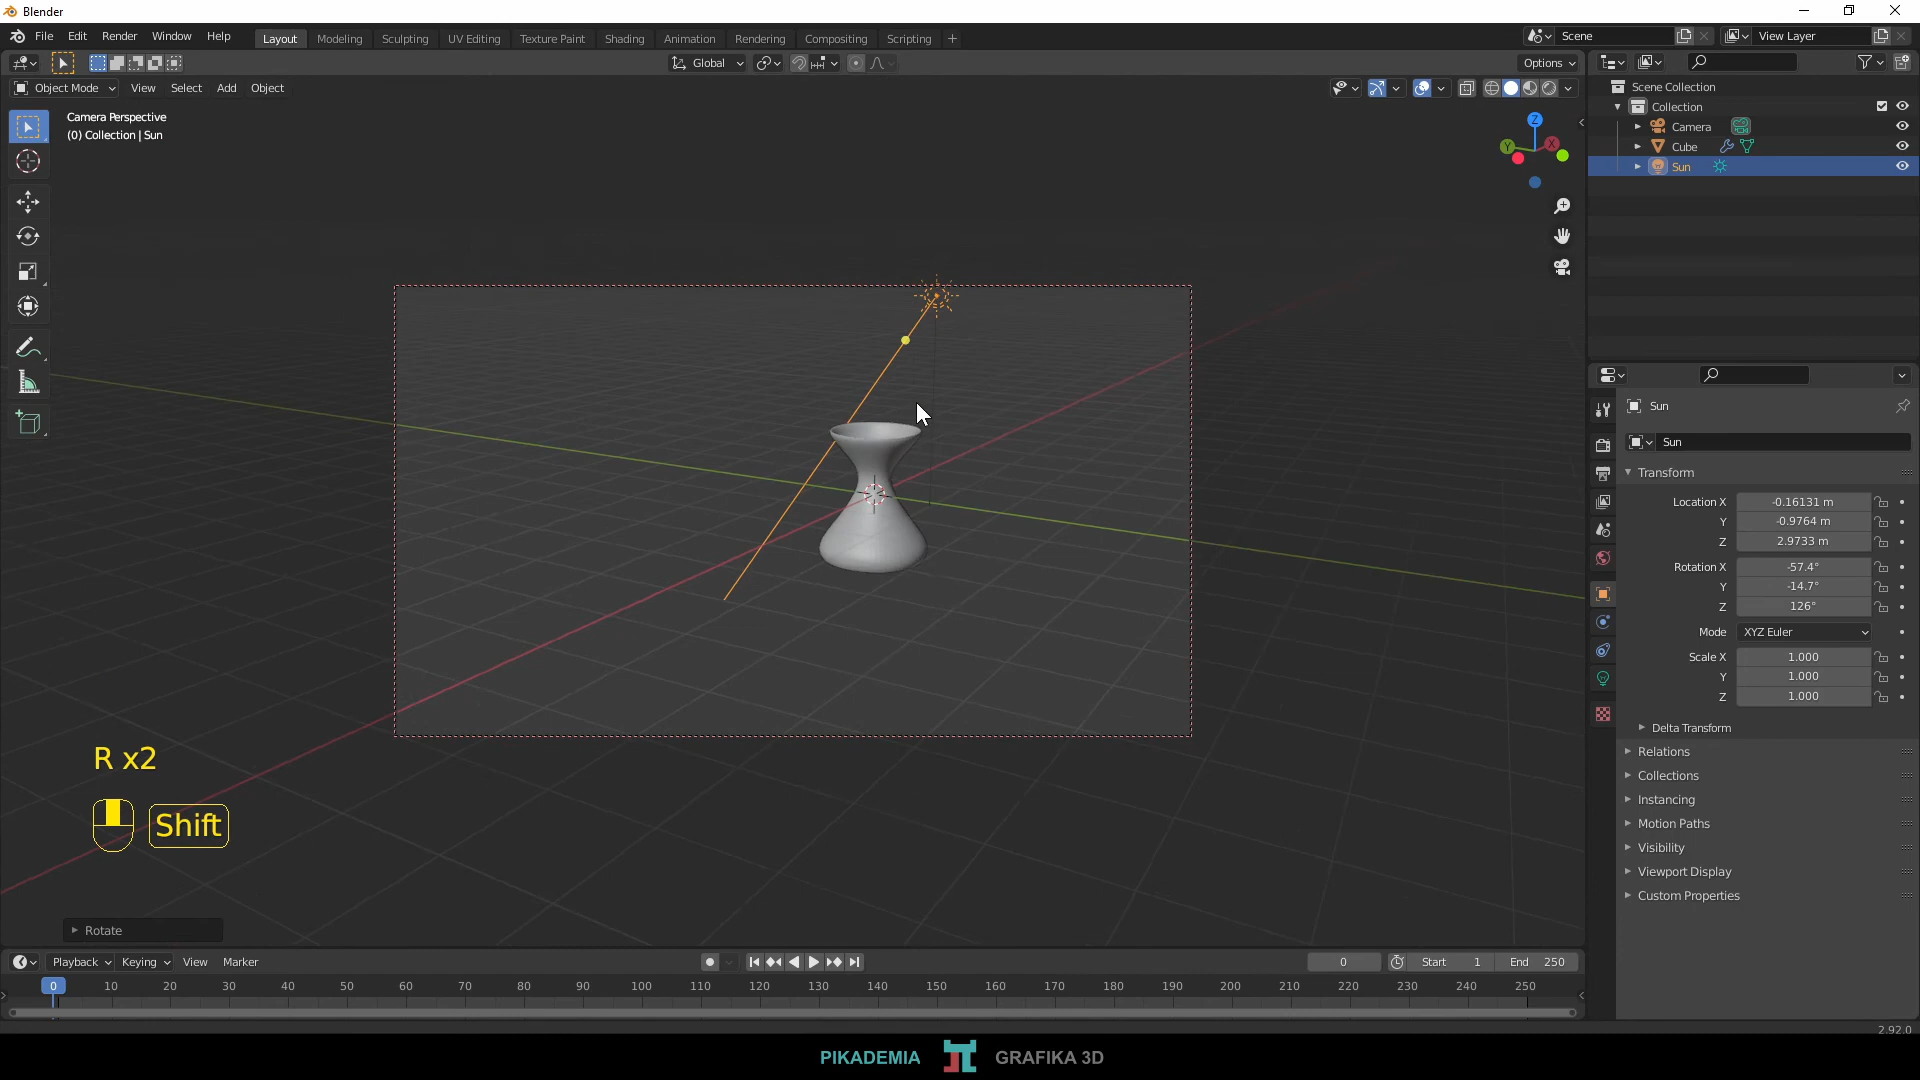 Blender
File Edit Render Window Help
Layout Modeling Sculpting UV Editing Texture Paint Shading Animation Rendering Compositing Scripting +
Scene
View Layer
Global
Options
Object Mode View Select Add Object
Camera Perspective
(0) Collection | Sun
Z
Y
X
Scene Collection
Collection
Camera
Cube
Sun
Sun
Sun
Transform
Location X -0.16131 m
Y -0.9764 m
Z 2.9733 m
Rotation X -57.4°
Y -14.7°
Z 126°
Mode XYZ Euler
Scale X 1.000
Y 1.000
Z 1.000
Delta Transform
Relations
Collections
Instancing
Motion Paths
Visibility
Viewport Display
Custom Properties
R x2
Shift
Rotate
Playback Keying View Marker
0
Start 1
End 250
0 10 20 30 40 50 60 70 80 90 100 110 120 130 140 150 160 170 180 190 200 210 220 230 240 250
2.92.0
PIKADEMIA GRAFIKA 3D